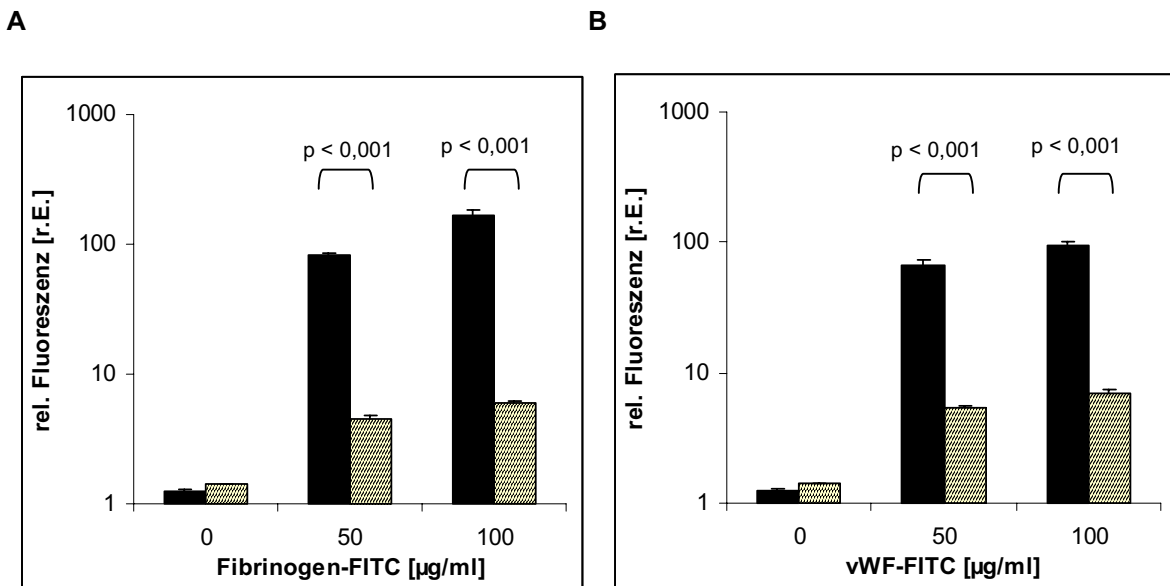 A
1000
100
10
1
rel. Fluoreszenz [r.E.]
p < 0,001
p < 0,001
0
50
100
Fibrinogen-FITC [µg/ml]
B
1000
100
10
1
rel. Fluoreszenz [r.E.]
p < 0,001
p < 0,001
0
50
100
vWF-FITC [µg/ml]